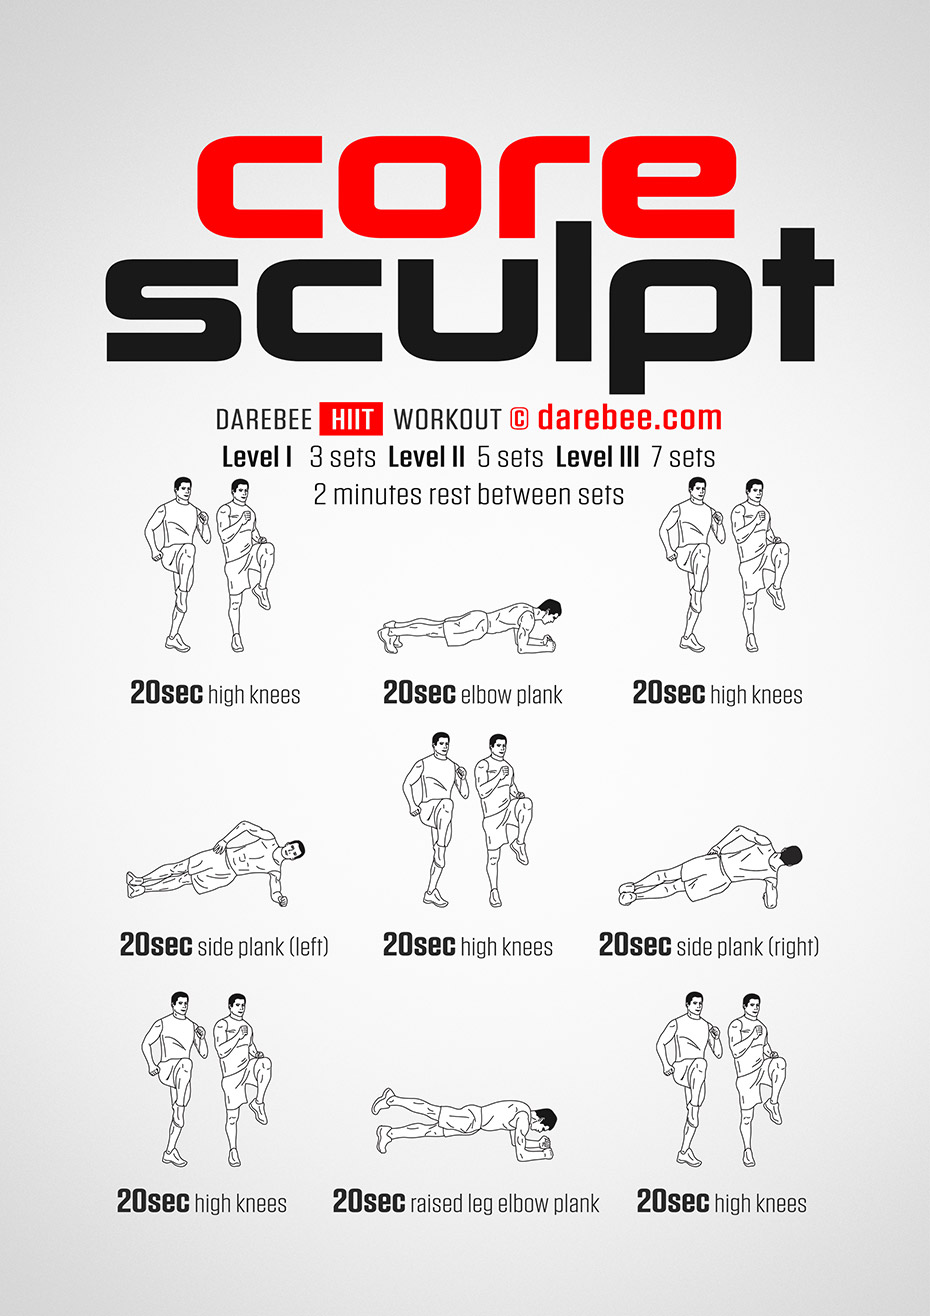 core
sculpt
DAREBEE HIIT WORKOUT © darebee.com
Level I 3 sets Level II 5 sets Level III 7 sets
2 minutes rest between sets
20sec high knees
20sec elbow plank
20sec high knees
20sec side plank (left)
20sec high knees
20sec side plank (right)
20sec high knees
20sec raised leg elbow plank
20sec high knees